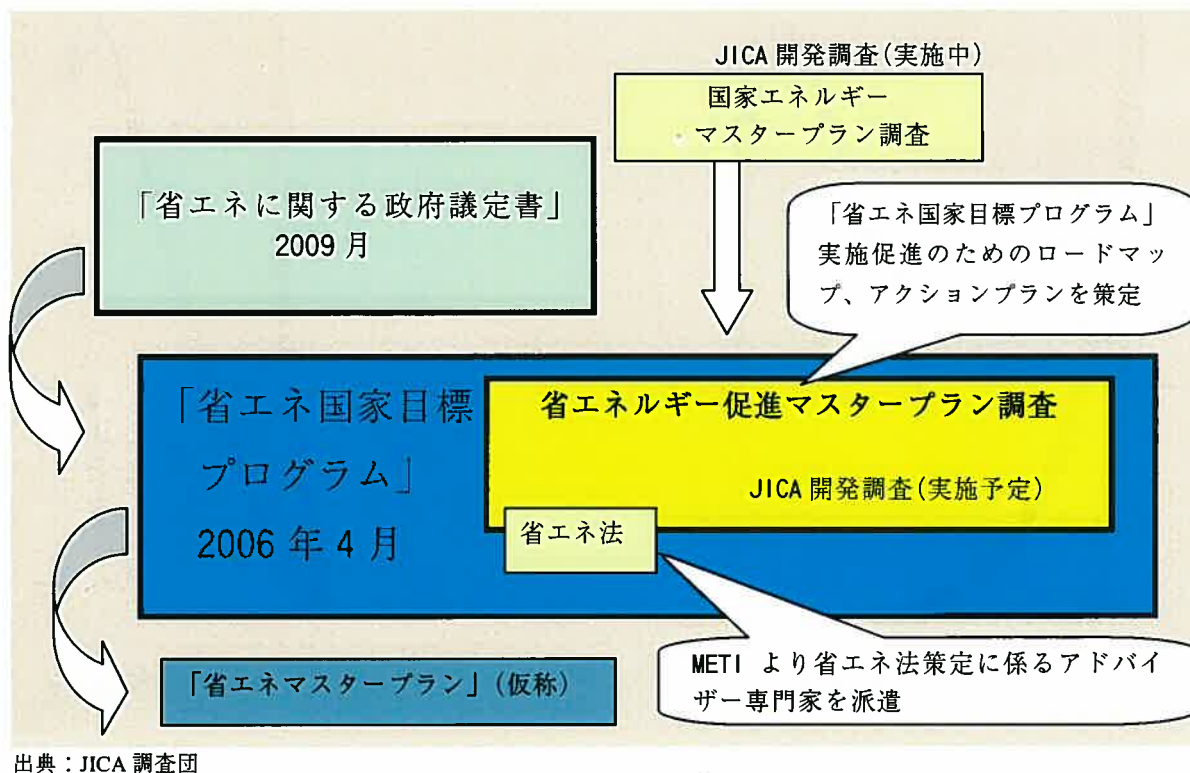 JICA 開発調査(実施中)
国家エネルギー
マスタープラン調査
「省エネに関する政府議定書」
2009 月
「省エネ国家目標プログラム」
実施促進のためのロードマッ
プ、アクションプランを策定
「省エネ国家目標
プログラム」
2006 年 4 月
省エネルギー促進マスタープラン調査
JICA 開発調査(実施予定)
省エネ法
「省エネマスタープラン」(仮称)
METI より省エネ法策定に係るアドバイ
ザー専門家を派遣
出典：JICA 調査団